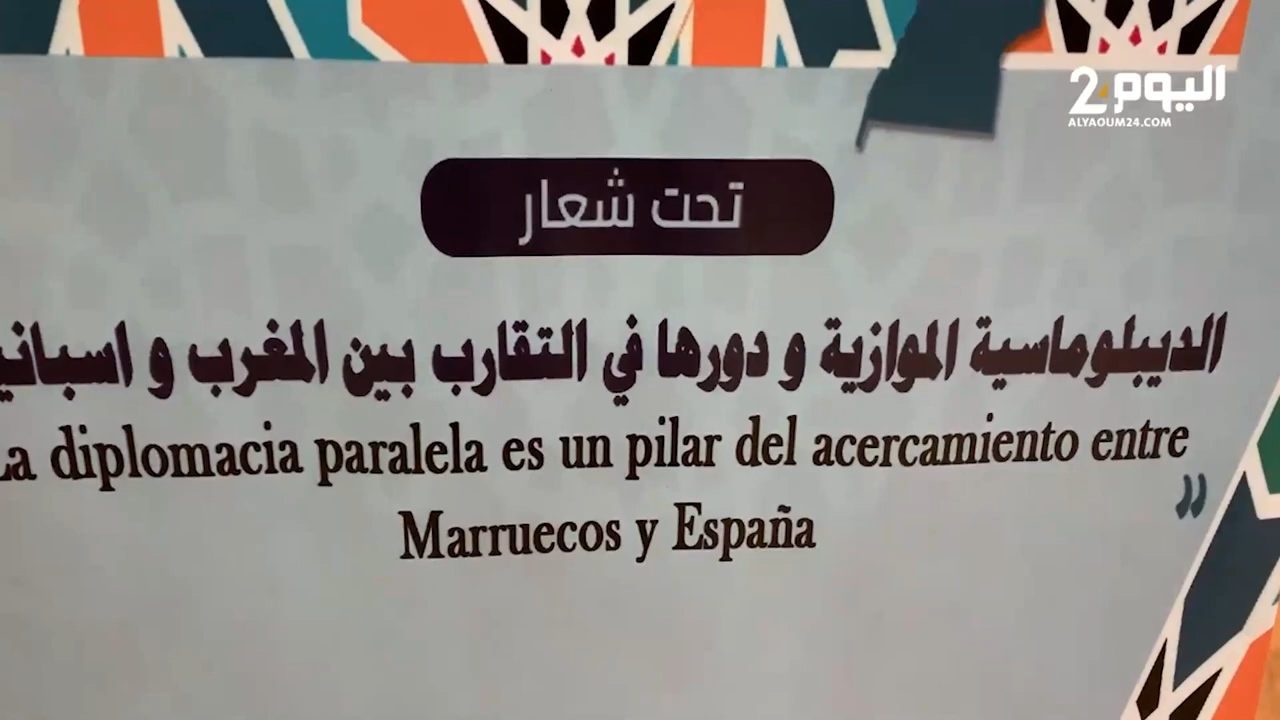 اليوم 24
ALYAOUM24.COM
تحت شعار
الديبلوماسية الموازية و دورها في التقارب بين المغرب و
La diplomacia paralela es un pilar del acercamiento entre
Marruecos y España
”